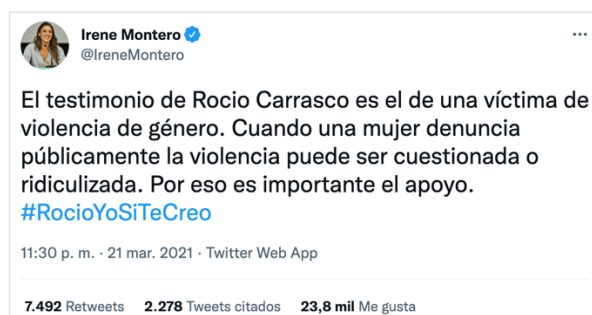 Irene Montero
@IreneMontero
El testimonio de Rocio Carrasco es el de una víctima de
violencia de género. Cuando una mujer denuncia
públicamente la violencia puede ser cuestionada o
ridiculizada. Por eso es importante el apoyo.
#RocioYoSiTeCreo
11:30 p. m. · 21 mar. 2021 · Twitter Web App
7.492 Retweets 2.278 Tweets citados 23,8 mil Me gusta